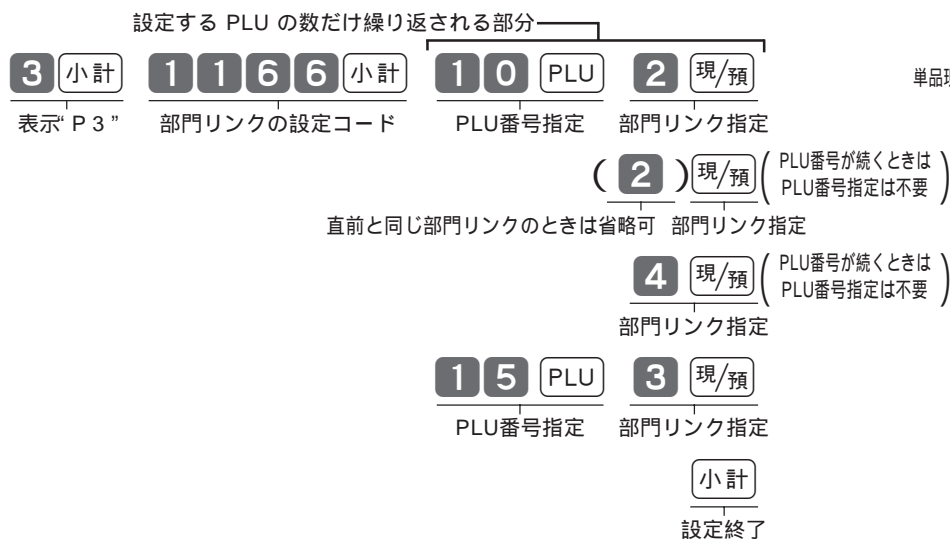 設定する PLU の数だけ繰り返される部分
3 小計 1 1 6 6 小計 1 0 PLU 2 現/預
単品
表示“P3” 部門リンクの設定コード PLU番号指定 部門リンク指定
( 2 ) 現/預 ( PLU番号が続くときは
PLU番号指定は不要 )
直前と同じ部門リンクのときは省略可 部門リンク指定
4 現/預 ( PLU番号が続くときは
PLU番号指定は不要 )
部門リンク指定
1 5 PLU 3 現/預
PLU番号指定 部門リンク指定
小計
設定終了